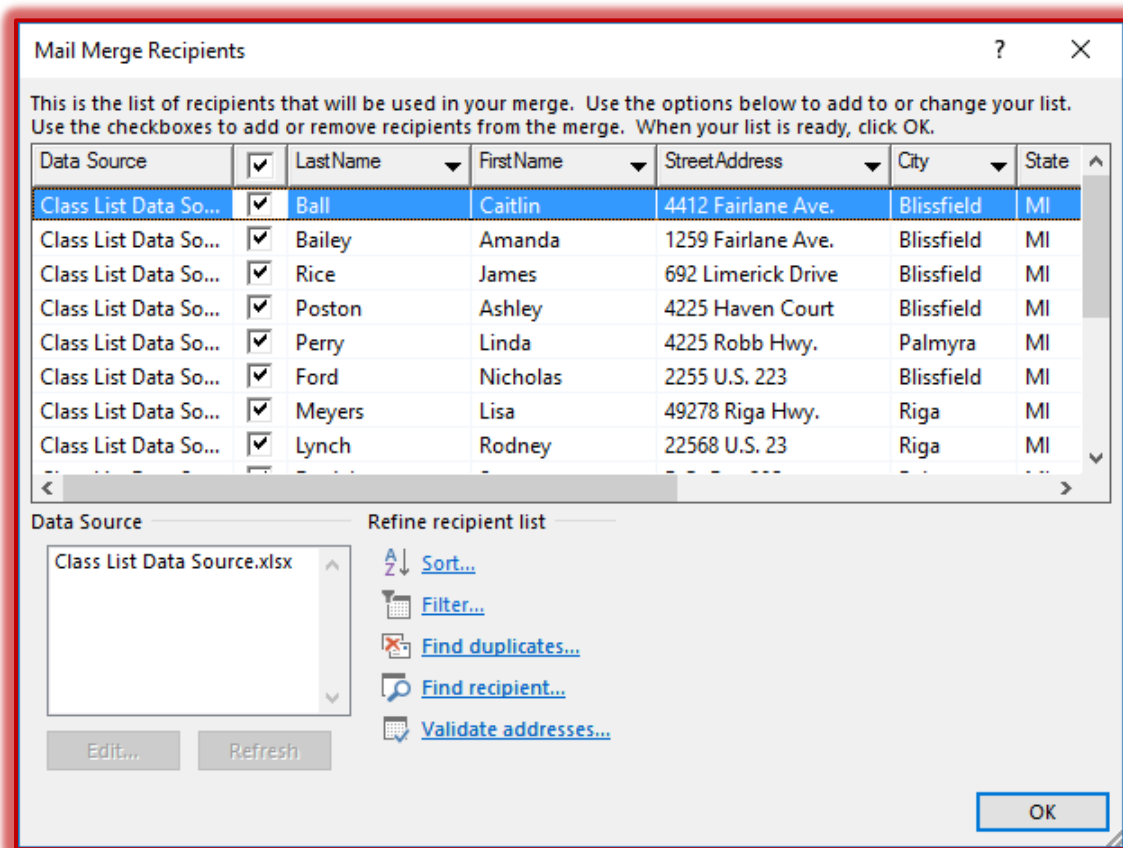 Mail Merge Recipients ?
This is the list of recipients that will be used in your merge. Use the options below to add to or change your list.
Use the checkboxes to add or remove recipients from the merge. When your list is ready, click OK.
Data Source LastName FirstName StreetAddress City State
Class List Data So... Ball Caitlin 4412 Fairlane Ave. Blissfield MI
Class List Data So... Bailey Amanda 1259 Fairlane Ave. Blissfield MI
Class List Data So... Rice James 692 Limerick Drive Blissfield MI
Class List Data So... Poston Ashley 4225 Haven Court Blissfield MI
Class List Data So... Perry Linda 4225 Robb Hwy. Palmyra MI
Class List Data So... Ford Nicholas 2255 U.S. 223 Blissfield MI
Class List Data So... Meyers Lisa 49278 Riga Hwy. Riga MI
Class List Data So... Lynch Rodney 22568 U.S. 23 Riga MI
Data Source Refine recipient list
Class List Data Source.xlsx
Sort...
Filter...
Find duplicates...
Find recipient...
Validate addresses...
Edit... Refresh
OK